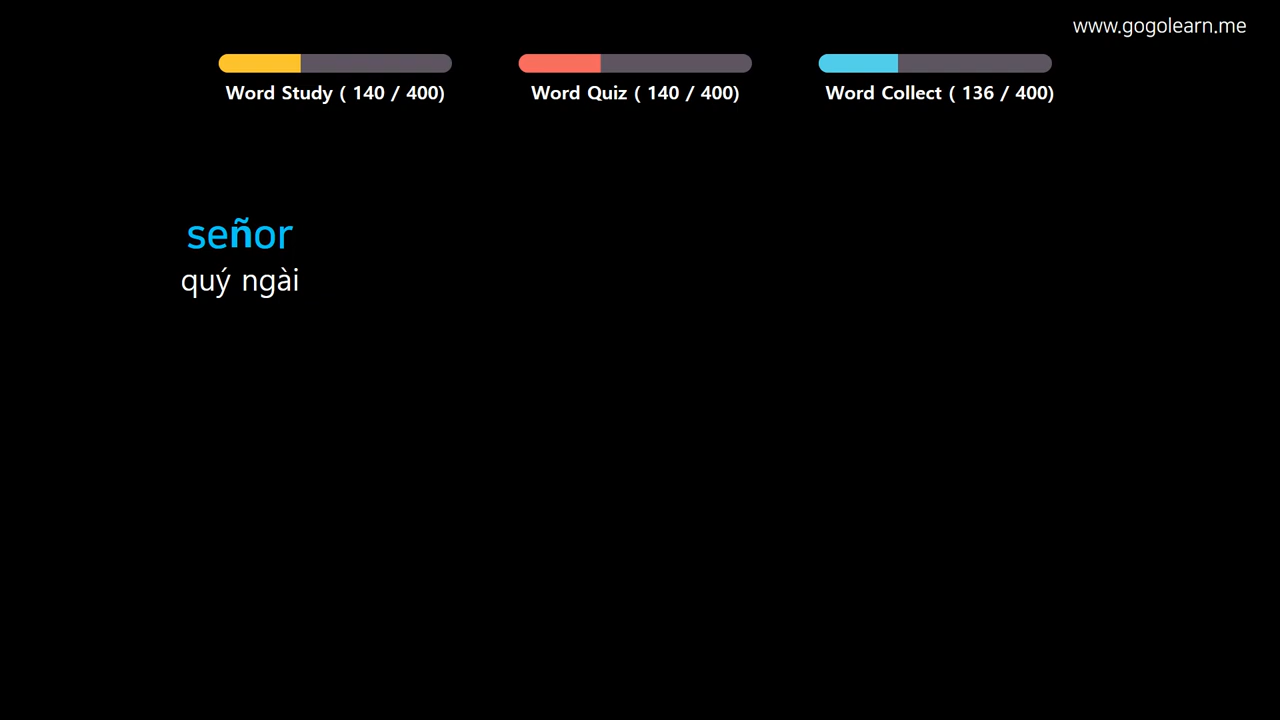 www.gogolearn.me
Word Study ( 140 / 400)
Word Quiz ( 140 / 400)
Word Collect ( 136 / 400)
señor
quý ngài